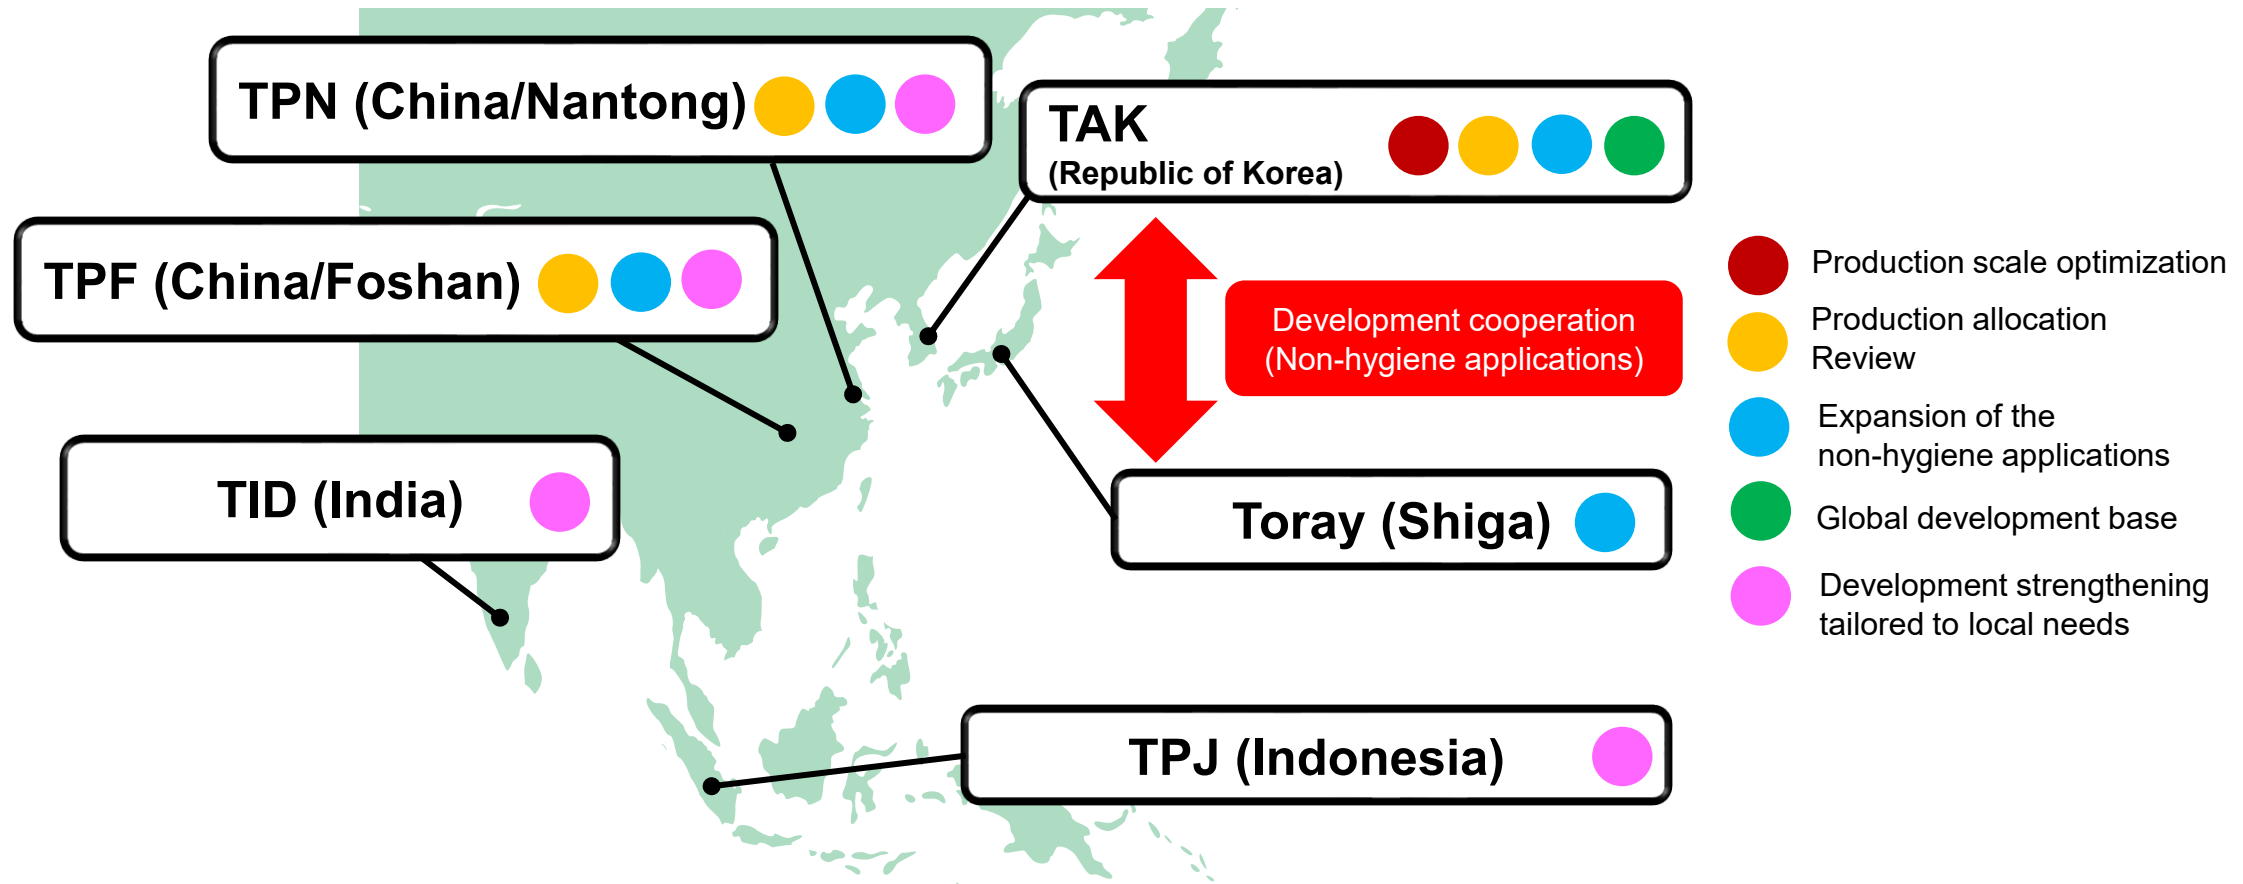 TPN (China/Nantong)
TAK
(Republic of Korea)
TPF (China/Foshan)
Development cooperation
(Non-hygiene applications)
TID (India)
Toray (Shiga)
TPJ (Indonesia)
Production scale optimization
Production allocation
Review
Expansion of the
non-hygiene applications
Global development base
Development strengthening
tailored to local needs